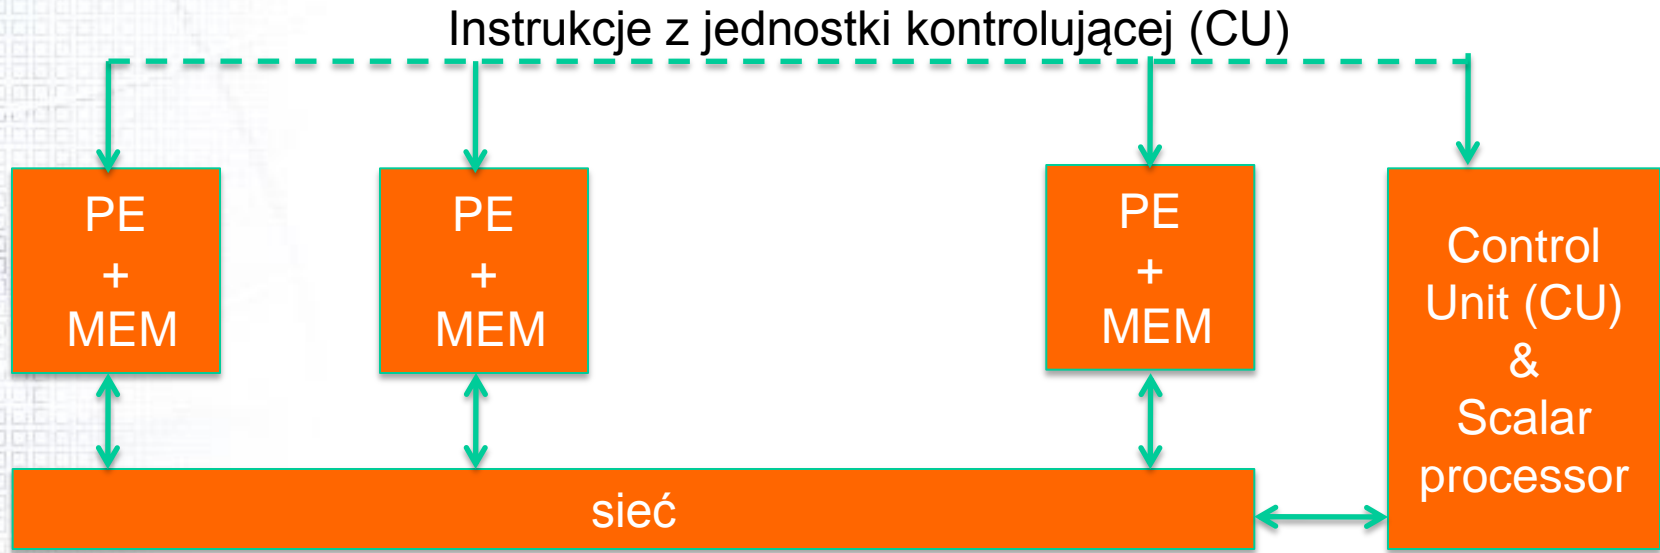 Instrukcje z jednostki kontrolującej (CU)
PE
+
MEM
PE
+
MEM
PE
+
MEM
Control
Unit (CU)
&
Scalar
processor
sieć